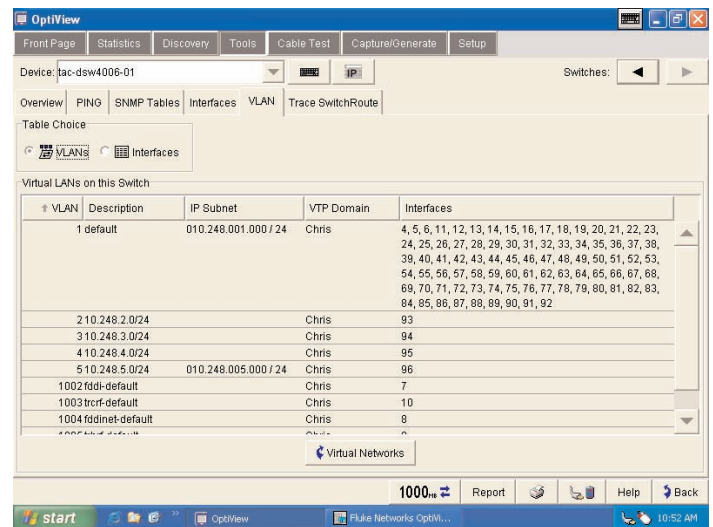 OptiView
Front Page Statistics Discovery Tools Cable Test Capture/Generate Setup
Device: tac-dsw4006-01 IP Switches:
Overview PING SNMP Tables Interfaces VLAN Trace SwitchRoute
Table Choice
VLANs Interfaces
Virtual LANs on this Switch
VLAN Description IP Subnet VTP Domain Interfaces
1 default 010.248.001.000 / 24 Chris 4, 5, 6, 11, 12, 13, 14, 15, 16, 17, 18, 19, 20, 21, 22, 23,
24, 25, 26, 27, 28, 29, 30, 31, 32, 33, 34, 35, 36, 37, 38,
39, 40, 41, 42, 43, 44, 45, 46, 47, 48, 49, 50, 51, 52, 53,
54, 55, 56, 57, 58, 59, 60, 61, 62, 63, 64, 65, 66, 67, 68,
69, 70, 71, 72, 73, 74, 75, 76, 77, 78, 79, 80, 81, 82, 83,
84, 85, 86, 87, 88, 89, 90, 91, 92
2 10.248.2.0/24 Chris 93
3 10.248.3.0/24 Chris 94
4 10.248.4.0/24 Chris 95
5 10.248.5.0/24 010.248.005.000 / 24 Chris 96
1002 fddi-default Chris 7
1003 trcrf-default Chris 10
1004 fddinet-default Chris 8
Virtual Networks
1000 MB Report Help Back
start OptiView Fluke Networks OptiVi... 10:52 AM